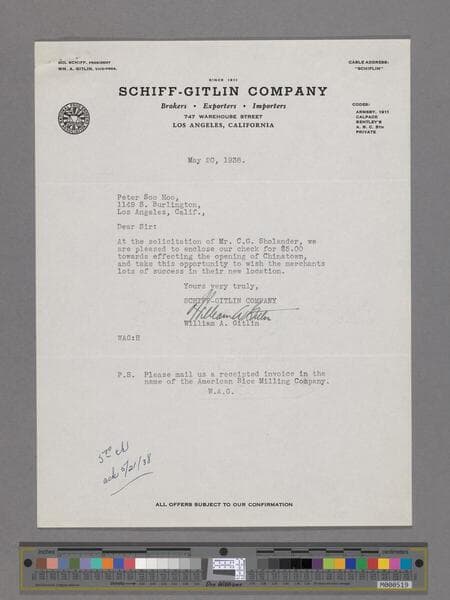 SOL SCHIFF, PRESIDENT
WM. A. GITLIN, VICE-PRES.
CABLE ADDRESS:
"SCHIFLIN"
SINCE 1911
SCHIFF-GITLIN COMPANY
Brokers • Exporters • Importers
747 WAREHOUSE STREET
LOS ANGELES, CALIFORNIA
CODES:
ARMSBY, 1911
CALPACK
BENTLEY'S
A. B. C. 5TH
PRIVATE
May 20, 1938.
Peter Soo Hoo,
1149 S. Burlington,
Los Angeles, Calif.,
Dear Sir:
At the solicitation of Mr. C.G. Sholander, we
are pleased to enclose our check for $5.00
towards effecting the opening of Chinatown,
and take this opportunity to wish the merchants
lots of success in their new location.
Yours very truly,
SCHIFF-GITLIN COMPANY
William A Gitlin
William A. Gitlin
WAG:H
P.S. Please mail us a receipted invoice in the
name of the American Rice Milling Company.
W.A.G.
ack 5/21/38
ALL OFFERS SUBJECT TO OUR CONFIRMATION
inches
centimeters
M000519